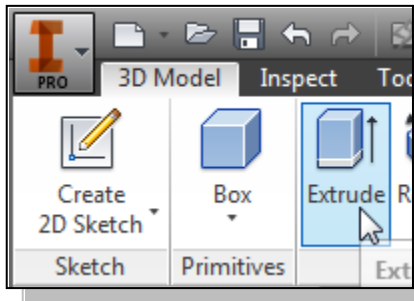 PRO
3D Model Inspect
Create
2D Sketch
Box
Extrude
Sketch
Primitives